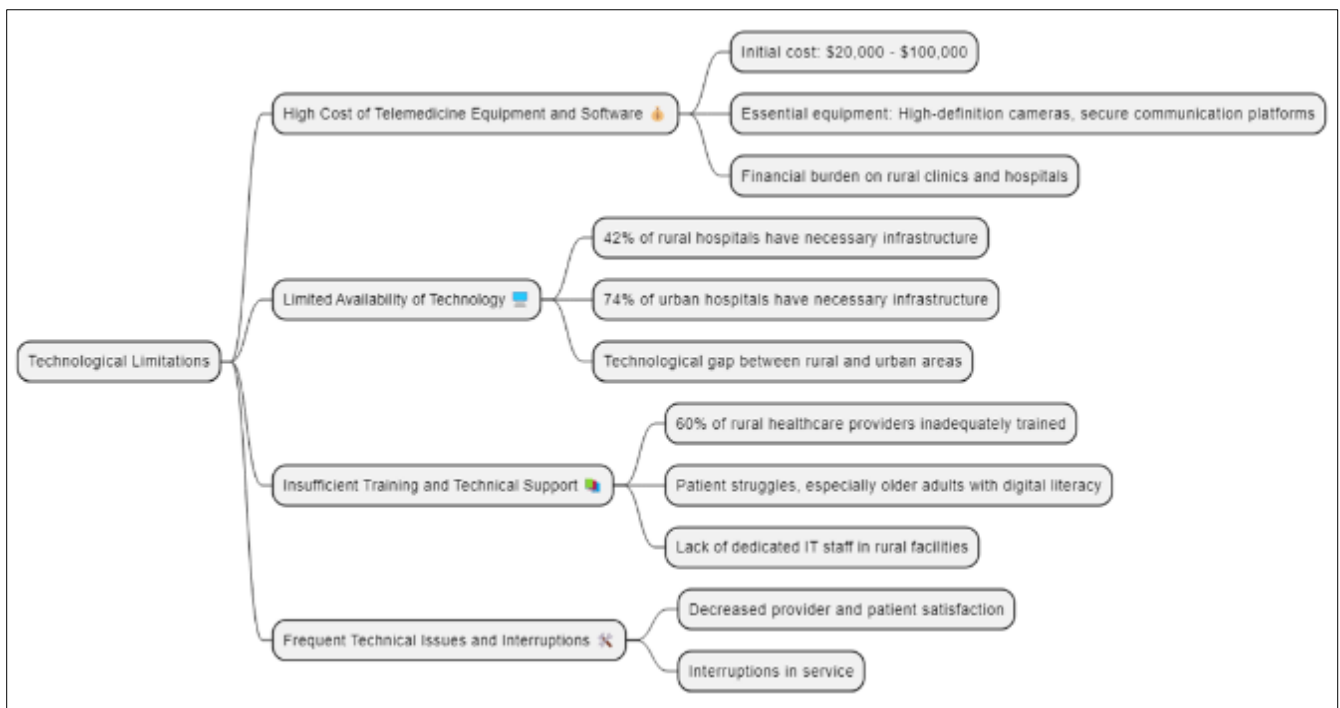 Technological Limitations
High Cost of Telemedicine Equipment and Software
Initial cost: $20,000 - $100,000
Essential equipment: High-definition cameras, secure communication platforms
Financial burden on rural clinics and hospitals
Limited Availability of Technology
42% of rural hospitals have necessary infrastructure
74% of urban hospitals have necessary infrastructure
Technological gap between rural and urban areas
Insufficient Training and Technical Support
60% of rural healthcare providers inadequately trained
Patient struggles, especially older adults with digital literacy
Lack of dedicated IT staff in rural facilities
Frequent Technical Issues and Interruptions
Decreased provider and patient satisfaction
Interruptions in service